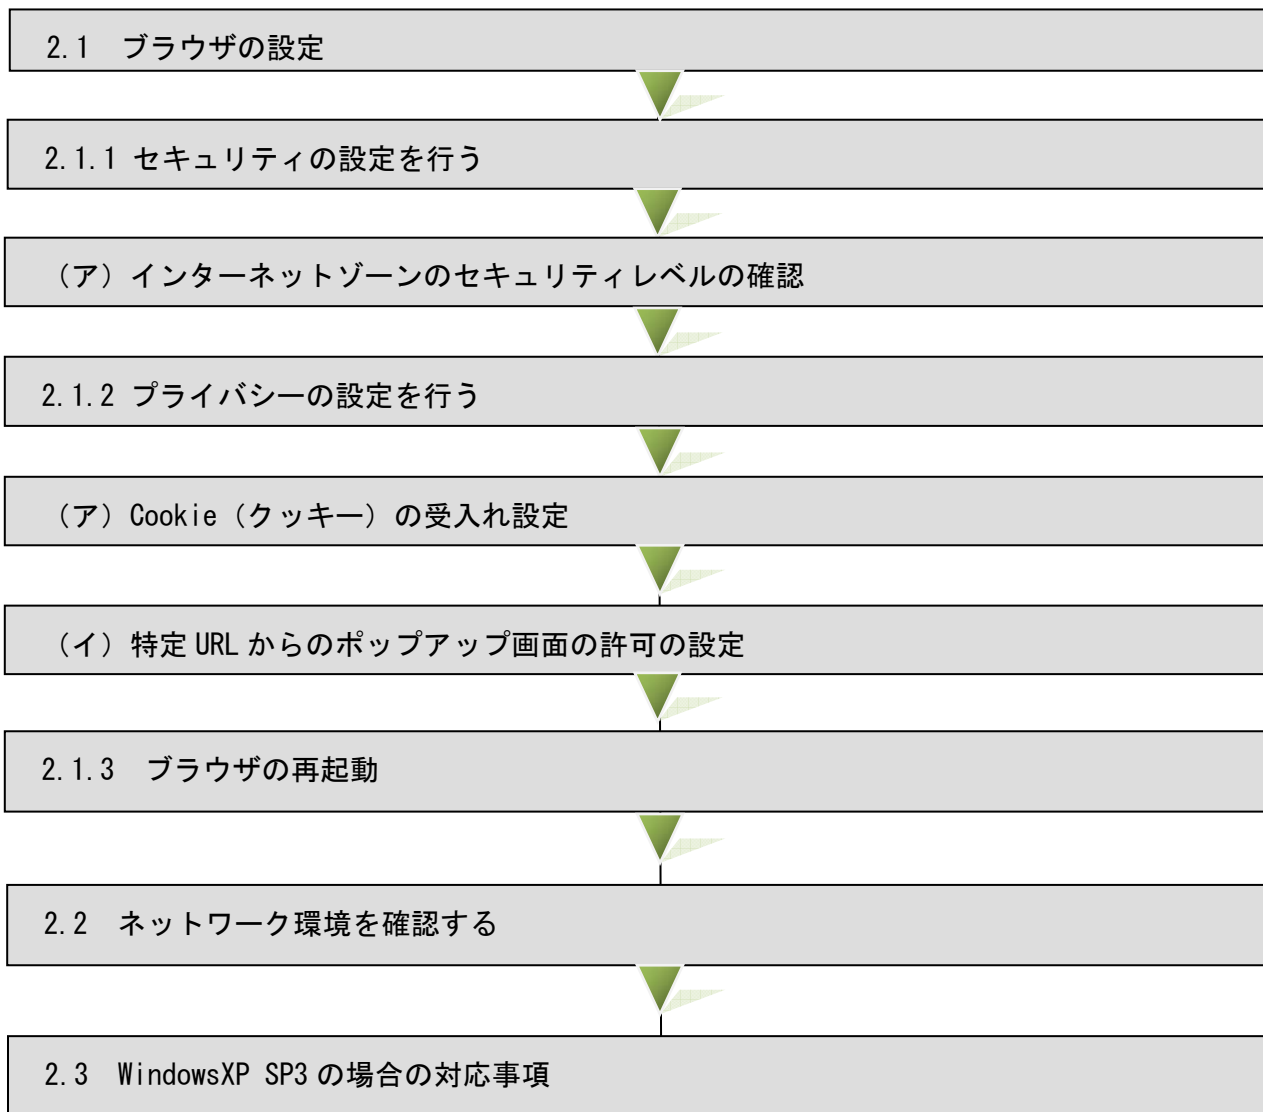 2.1 ブラウザの設定
2.1.1 セキュリティの設定を行う
（ア）インターネットゾーンのセキュリティレベルの確認
2.1.2 プライバシーの設定を行う
（ア）Cookie（クッキー）の受入れ設定
（イ）特定 URL からのポップアップ画面の許可の設定
2.1.3 ブラウザの再起動
2.2 ネットワーク環境を確認する
2.3 WindowsXP SP3 の場合の対応事項